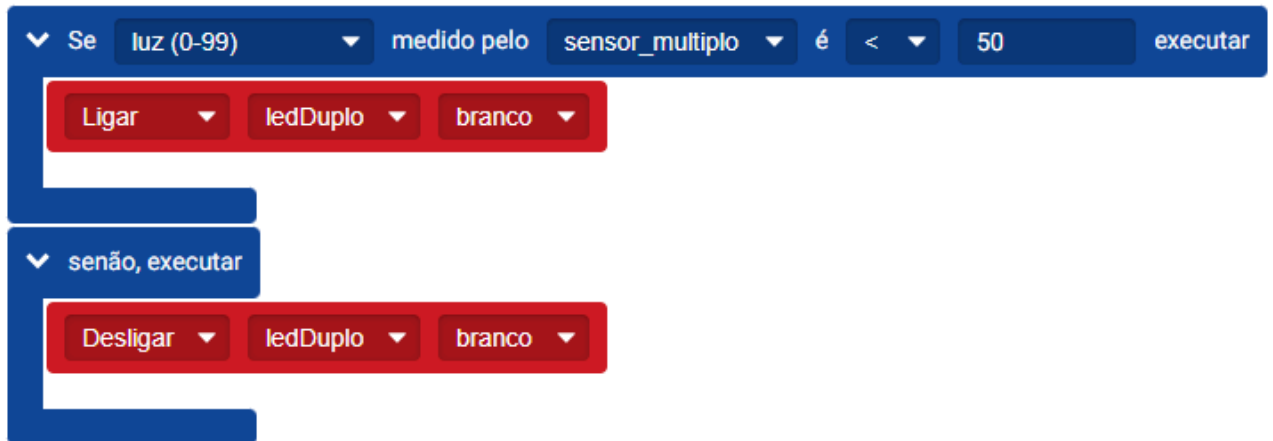 Se luz (0-99) medido pelo sensor_multiplo é < 50 executar
Ligar ledDuplo branco
senão, executar
Desligar ledDuplo branco